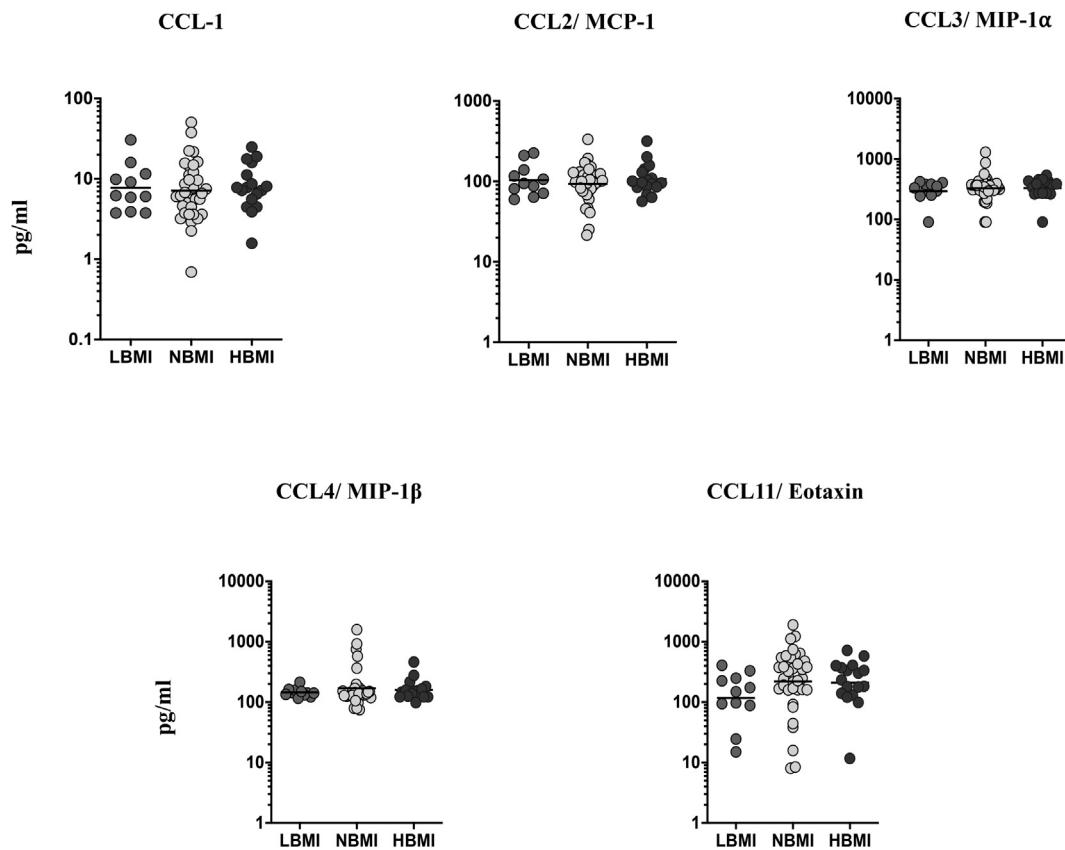 CCL-1
CCL2/ MCP-1
CCL3/ MIP-1α
pg/ml
100
10
1
0.1
LBMI NBMI HBMI
1000
100
10
1
LBMI NBMI HBMI
10000
1000
100
10
1
LBMI NBMI HBMI
CCL4/ MIP-1β
CCL11/ Eotaxin
pg/ml
10000
1000
100
10
1
LBMI NBMI HBMI
10000
1000
100
10
1
LBMI NBMI HBMI